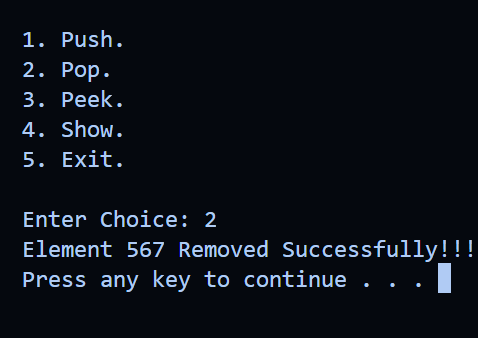 1. Push.
2. Pop.
3. Peek.
4. Show.
5. Exit.
Enter Choice: 2
Element 567 Removed Successfully!!!
Press any key to continue . . .